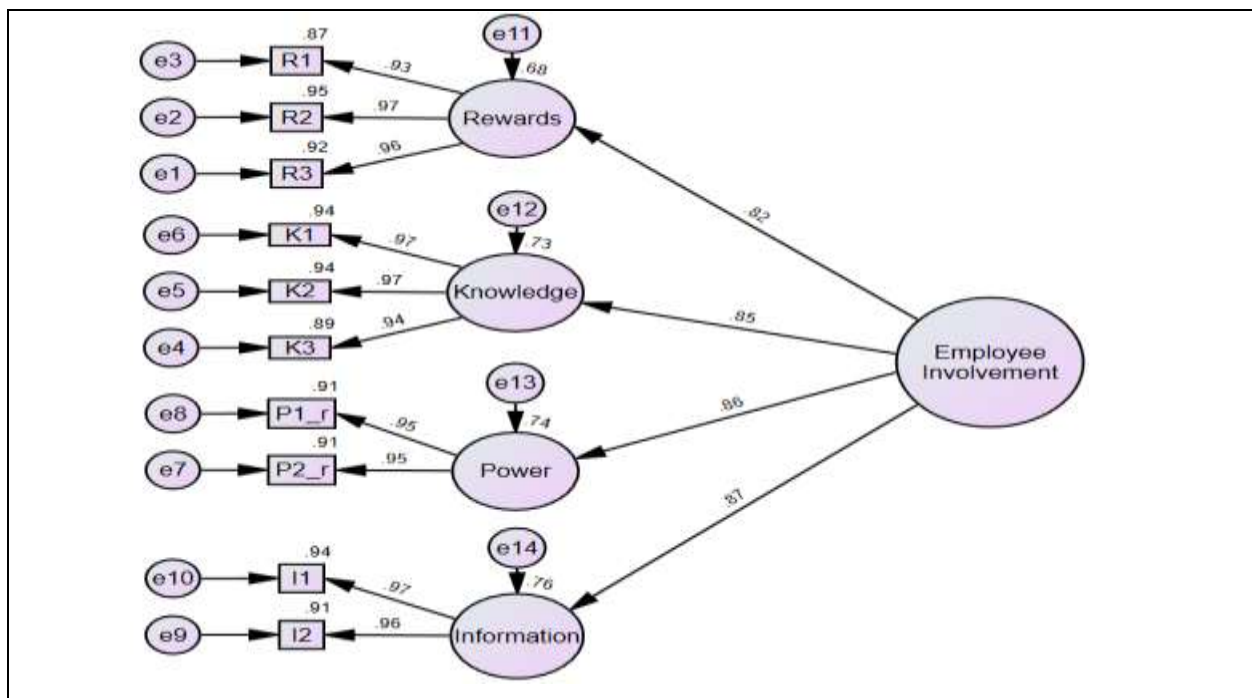 .87
e11
e3
R1
.93
.68
.95
e2
R2
.97
Rewards
.92
.96
e1
R3
.82
.94
e12
e6
K1
.97
.73
.94
e5
K2
.97
Knowledge
.85
.89
.94
e4
K3
Employee
Involvement
.91
e13
e8
P1_r
.95
.86
.74
.91
e7
P2_r
.95
Power
.87
.94
e14
e10
I1
.97
.76
.91
e9
I2
.96
Information